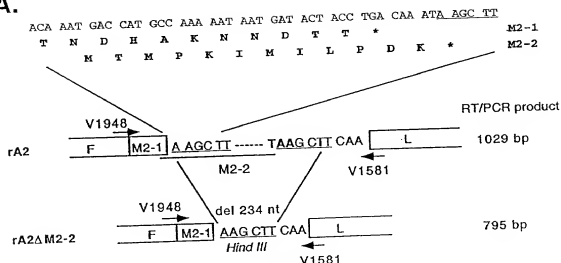 A.
ACA AAT GAC CAT GCC AAA AAT AAT GAT ACT ACC TGA CAA ATA AGC TT
T N D H A K N N D T T * M2-1
M T M P K I M I L P D K * M2-2
RT/PCR product
V1948
rA2 F M2-1 A AGC TT ------ TAAGCTT CAA L 1029 bp
M2-2 V1581
V1948 del 234 nt
rA2ΔM2-2 F M2-1 AAG CTT CAA L 795 bp
Hind III
V1581